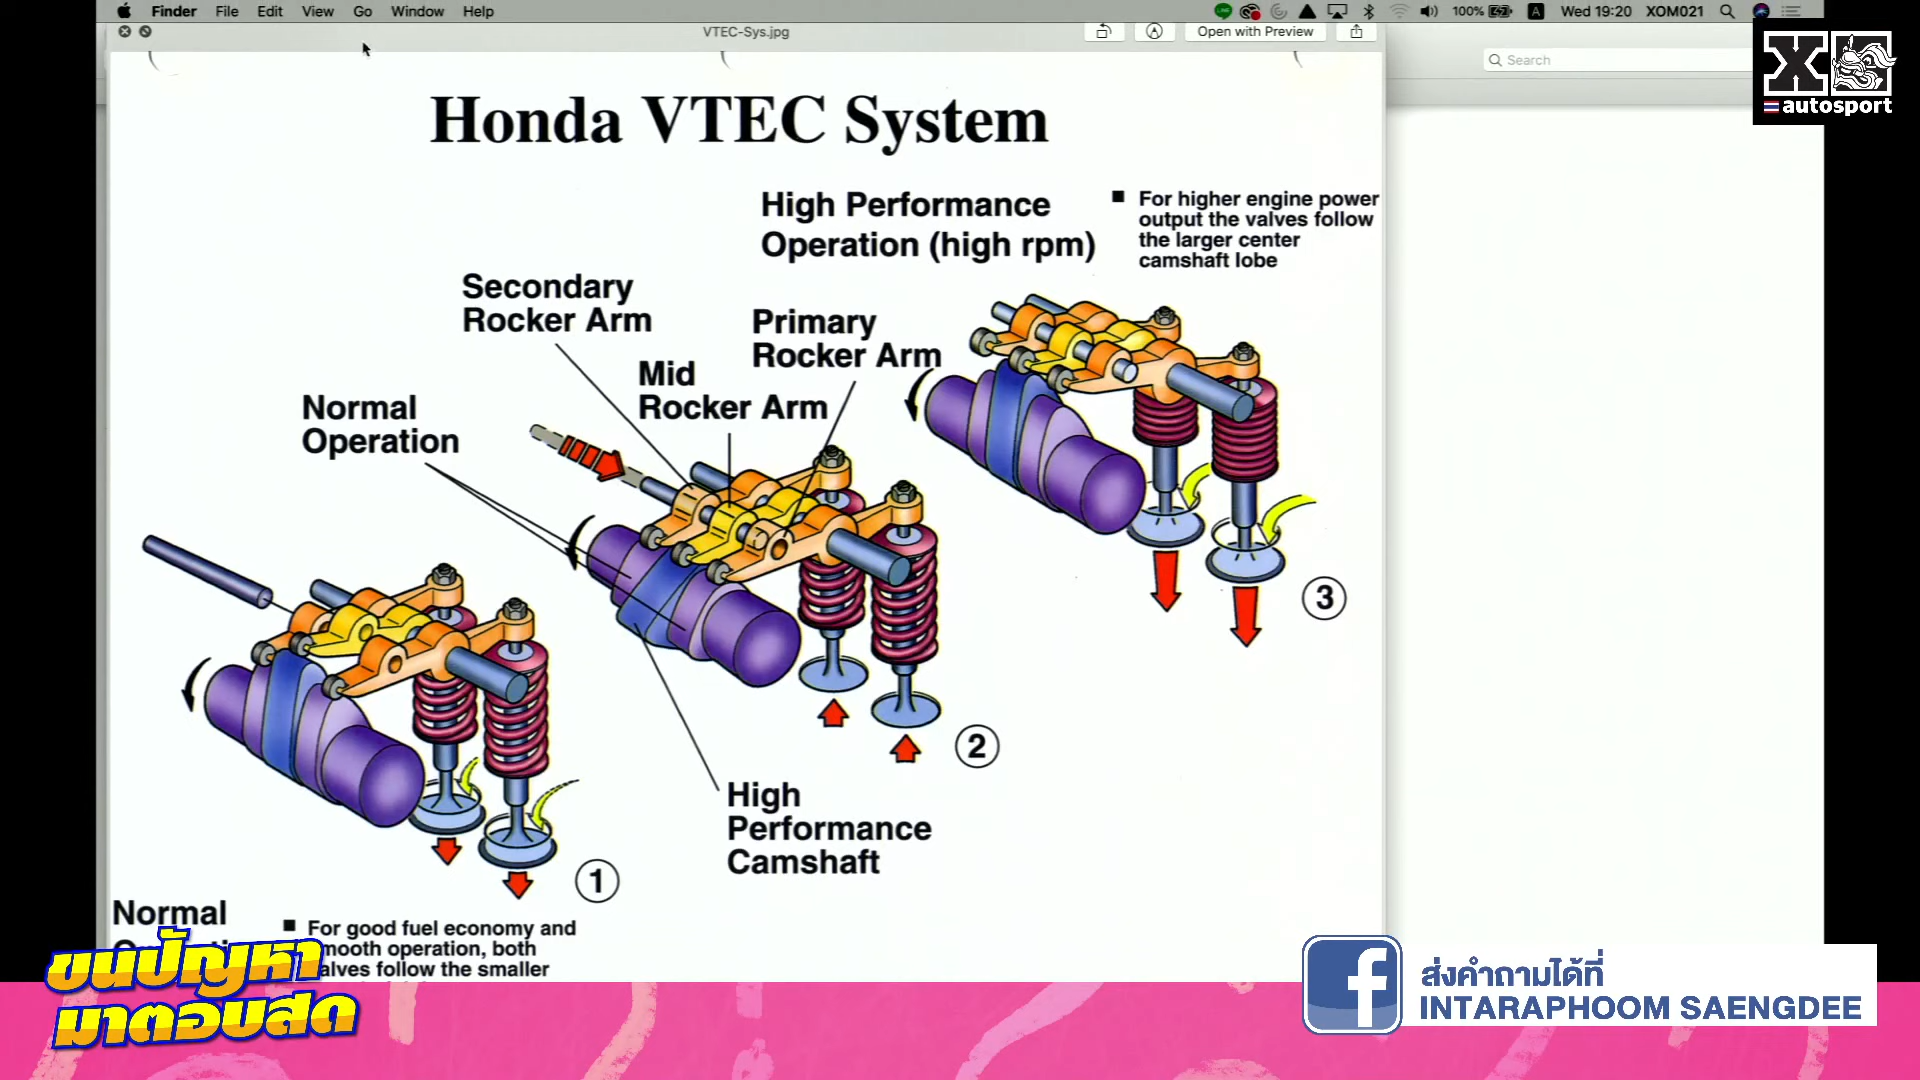 Finder File Edit View Go Window Help
100% A Wed 19:20 XOM021
VTEC-Sys.jpg
Open with Preview
Search
XO
autosport
Honda VTEC System
High Performance
Operation (high rpm)
■ For higher engine power
output the valves follow
the larger center
camshaft lobe
Secondary
Rocker Arm
Primary
Rocker Arm
Mid
Rocker Arm
Normal
Operation
3
2
High
Performance
Camshaft
1
Normal
■ For good fuel economy and
mooth operation, both
alves follow the smaller
ขนปัญหา
มาตอบสด
f
ส่งคำถามได้ที่
INTARAPHOOM SAENGDEE